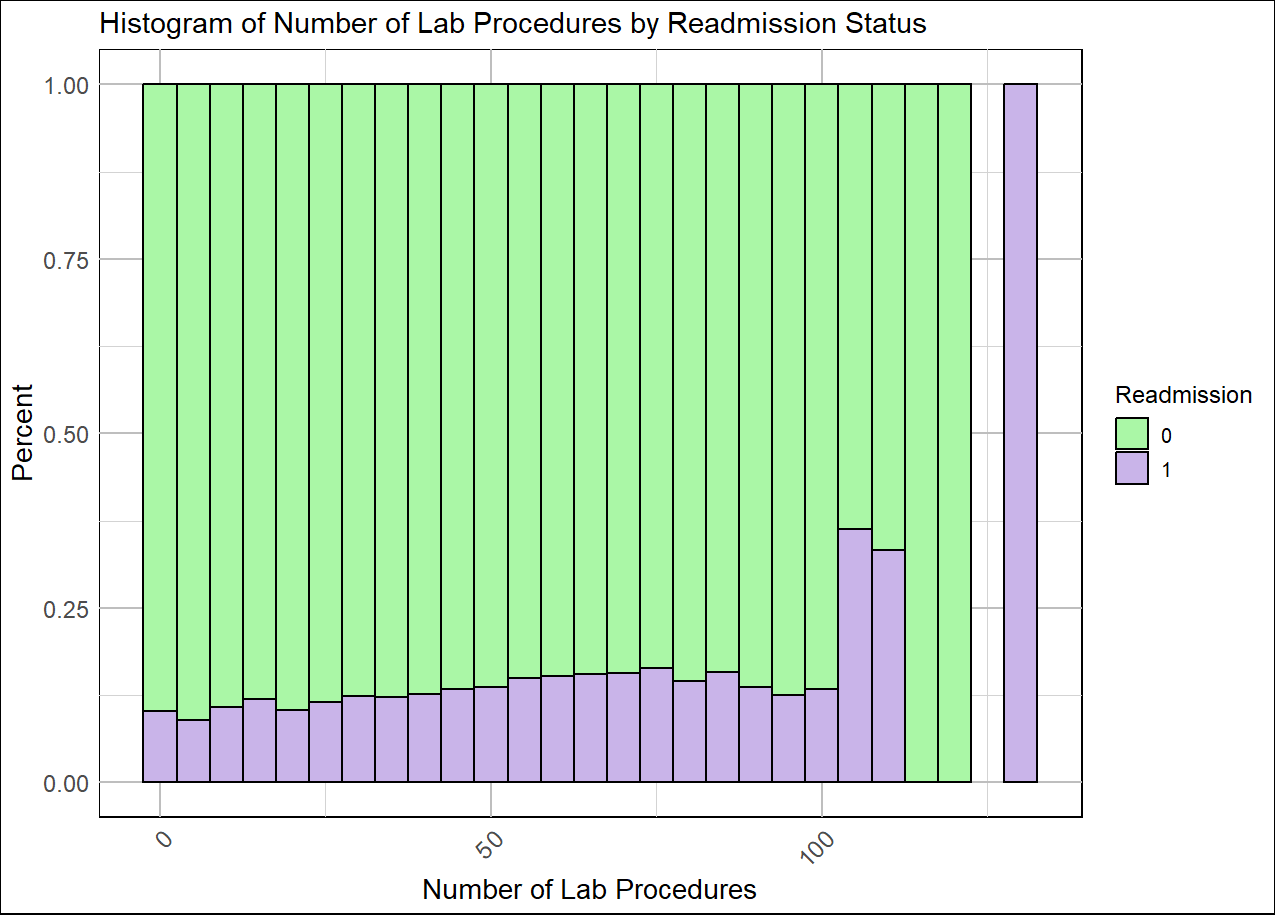 Histogram of Number of Lab Procedures by Readmission Status
1.00
0.75
0.50
0.25
0.00
Percent
0
50
100
Number of Lab Procedures
Readmission
0
1